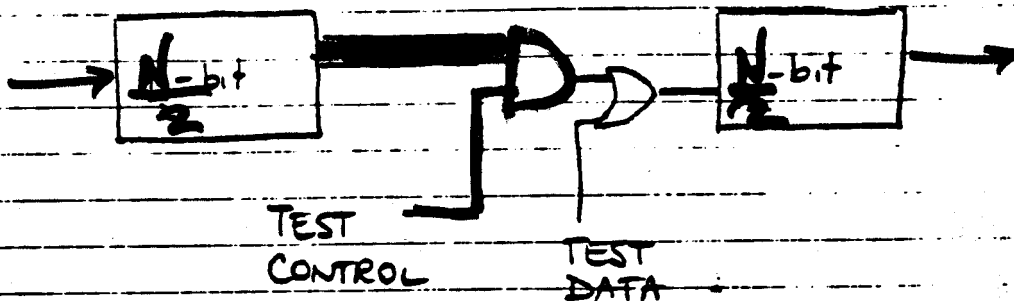 N/2-bit
N/2-bit
TEST
CONTROL
TEST
DATA